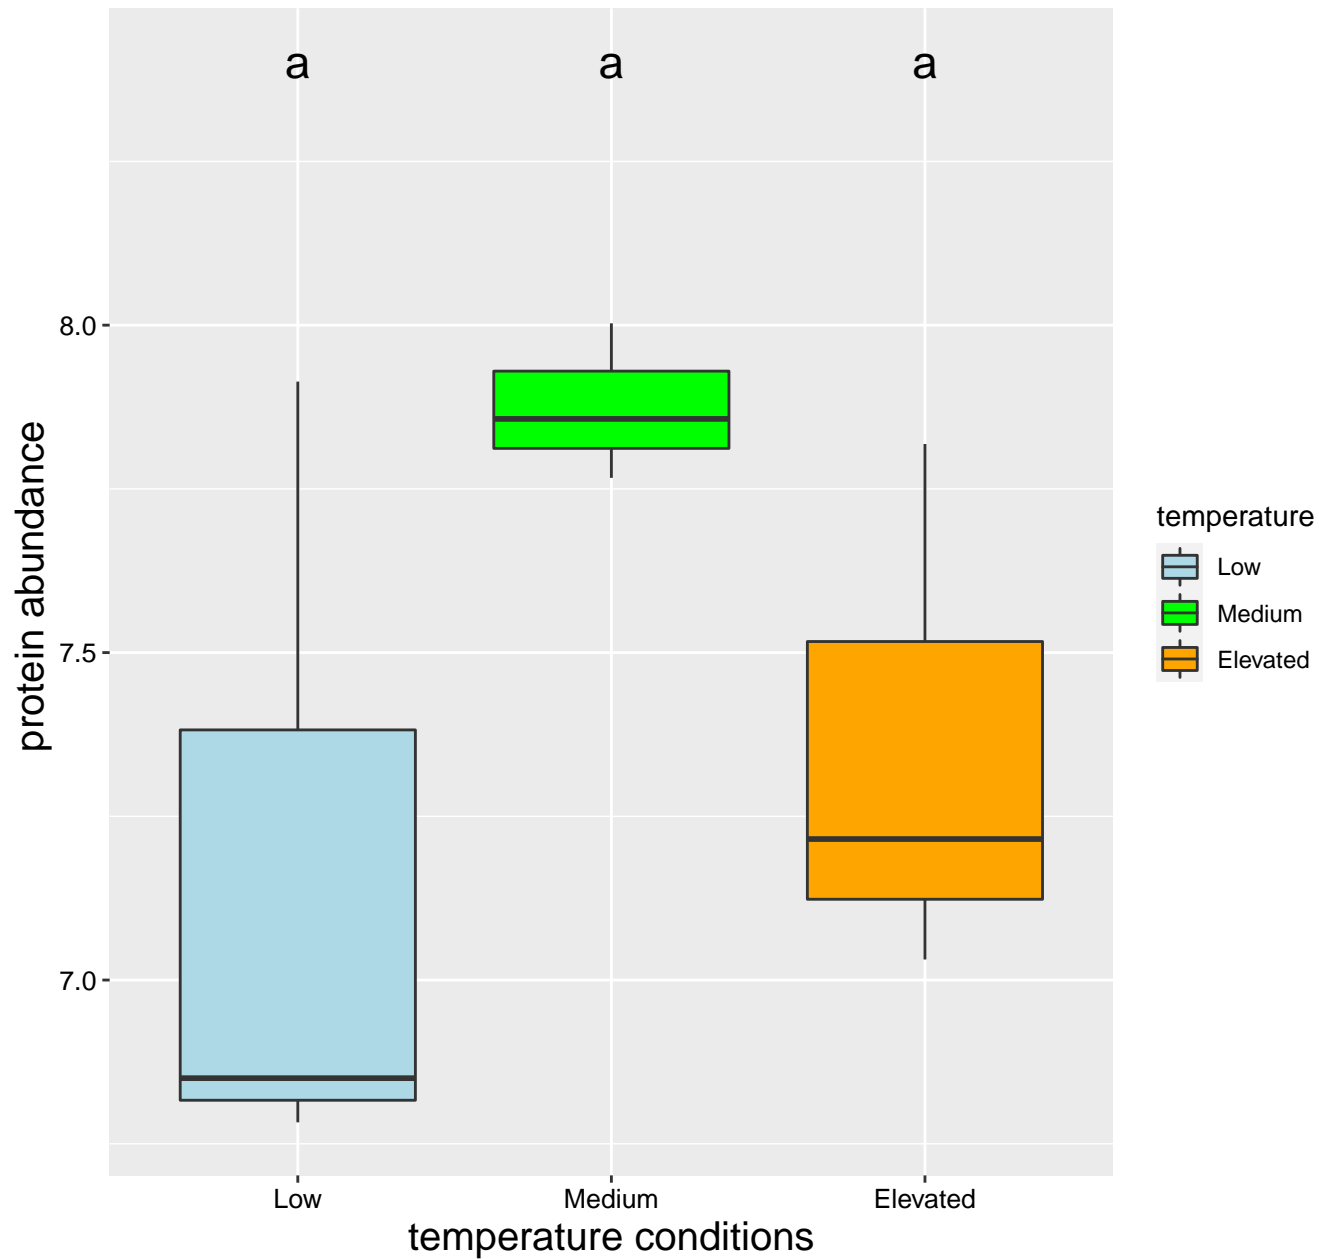 a a a
8.0
7.5
7.0
protein abundance
Low Medium Elevated
temperature conditions
temperature
Low
Medium
Elevated